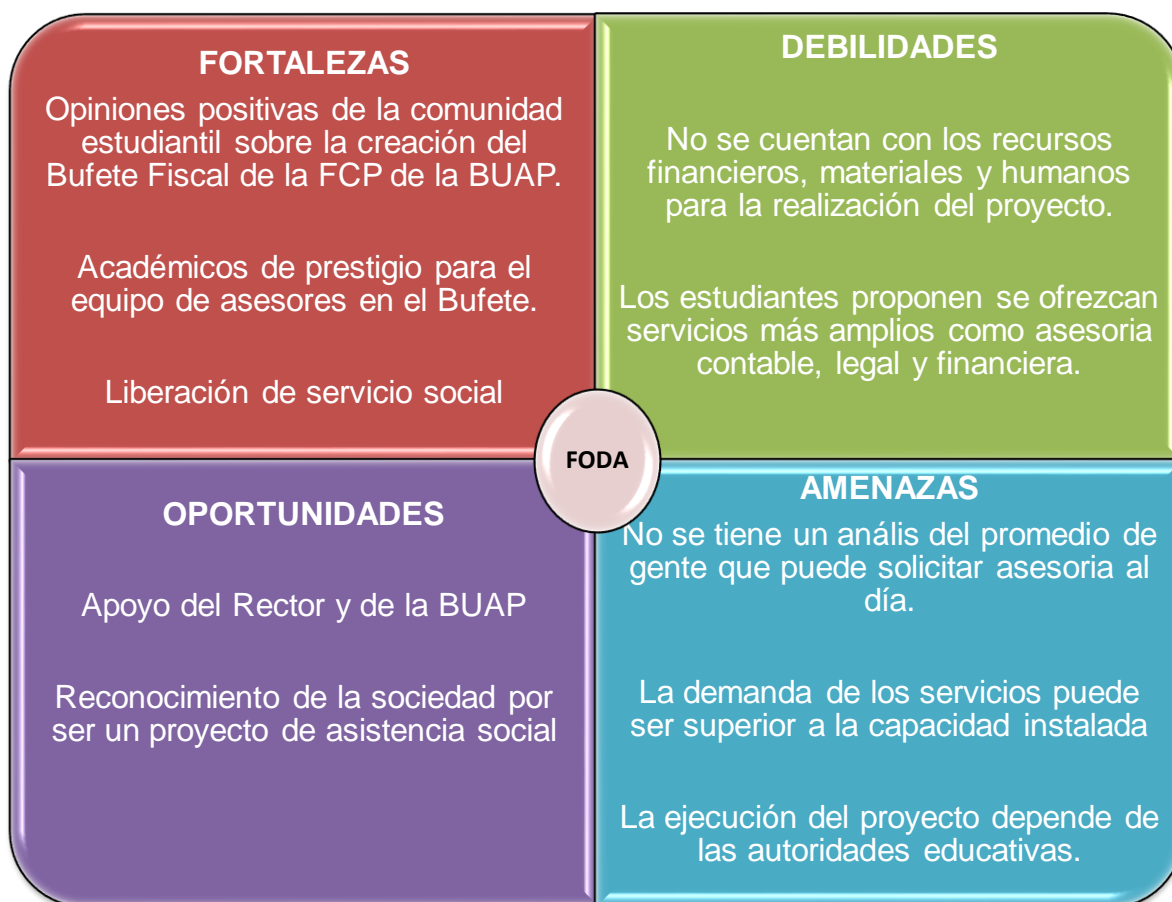 FORTALEZAS
Opiniones positivas de la comunidad
estudiantil sobre la creación del
Bufete Fiscal de la FCP de la BUAP.
Académicos de prestigio para el
equipo de asesores en el Bufete.
Liberación de servicio social
DEBILIDADES
No se cuentan con los recursos
financieros, materiales y humanos
para la realización del proyecto.
Los estudiantes proponen se ofrezcan
servicios más amplios como asesoria
contable, legal y financiera.
FODA
OPORTUNIDADES
Apoyo del Rector y de la BUAP
Reconocimiento de la sociedad por
ser un proyecto de asistencia social
AMENAZAS
No se tiene un anális del promedio de
gente que puede solicitar asesoria al
día.
La demanda de los servicios puede
ser superior a la capacidad instalada
La ejecución del proyecto depende de
las autoridades educativas.